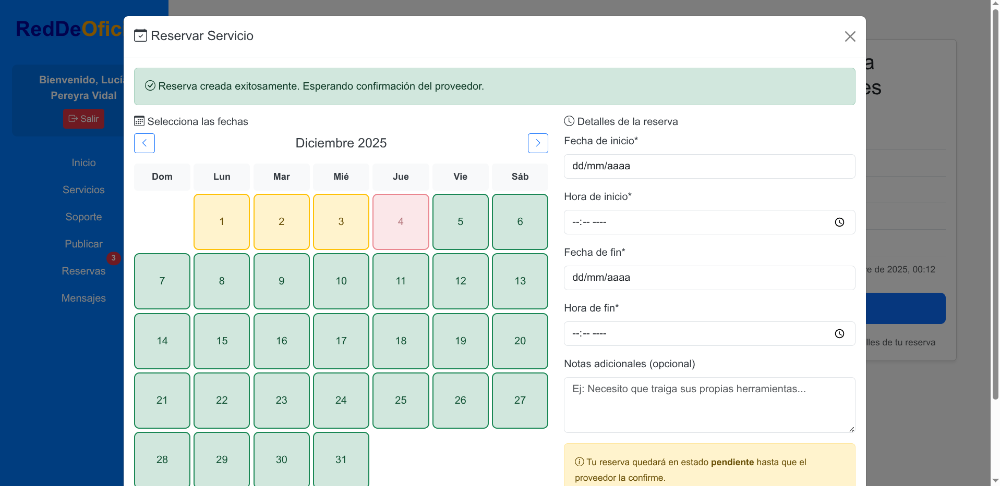 RedDeOfic
Bienvenido, Lucía
Pereyra Vidal
Salir
Inicio
Servicios
Soporte
Publicar
3
Reservas
Mensajes
Reservar Servicio
Reserva creada exitosamente. Esperando confirmación del proveedor.
Selecciona las fechas
Diciembre 2025
Dom Lun Mar Mié Jue Vie Sáb
1 2 3 4 5 6
7 8 9 10 11 12 13
14 15 16 17 18 19 20
21 22 23 24 25 26 27
28 29 30 31
Detalles de la reserva
Fecha de inicio*
dd/mm/aaaa
Hora de inicio*
--:-- ----
Fecha de fin*
dd/mm/aaaa
Hora de fin*
--:-- ----
Notas adicionales (opcional)
Ej: Necesito que traiga sus propias herramientas...
Tu reserva quedará en estado pendiente hasta que el
proveedor la confirme.
a
es
re de 2025, 00:12
lles de tu reserva